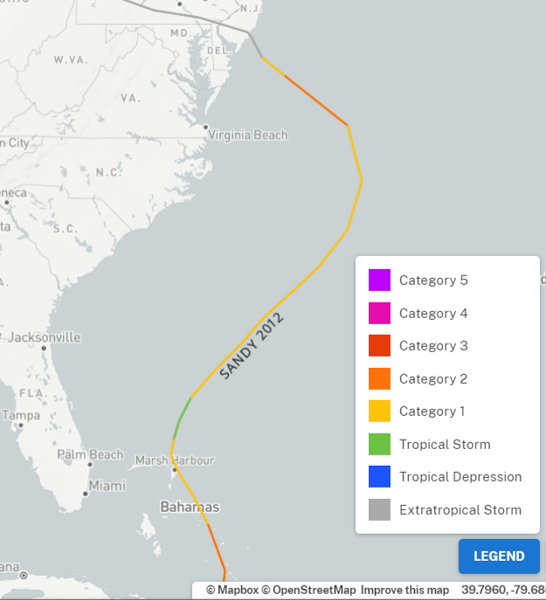 N.J.
MD.
DEL.
W.VA.
VA.
Virginia Beach
n City
N.C.
neca
S.C.
ta
A.
Jacksonville
SANDY 2012
FLA.
Tampa
Palm Beach
Miami
Marsh Harbour
Bahamas
ana
d
Category 5
Category 4
Category 3
Category 2
Category 1
Tropical Storm
Tropical Depression
Extratropical Storm
LEGEND
© Mapbox © OpenStreetMap Improve this map 39.7960, -79.68